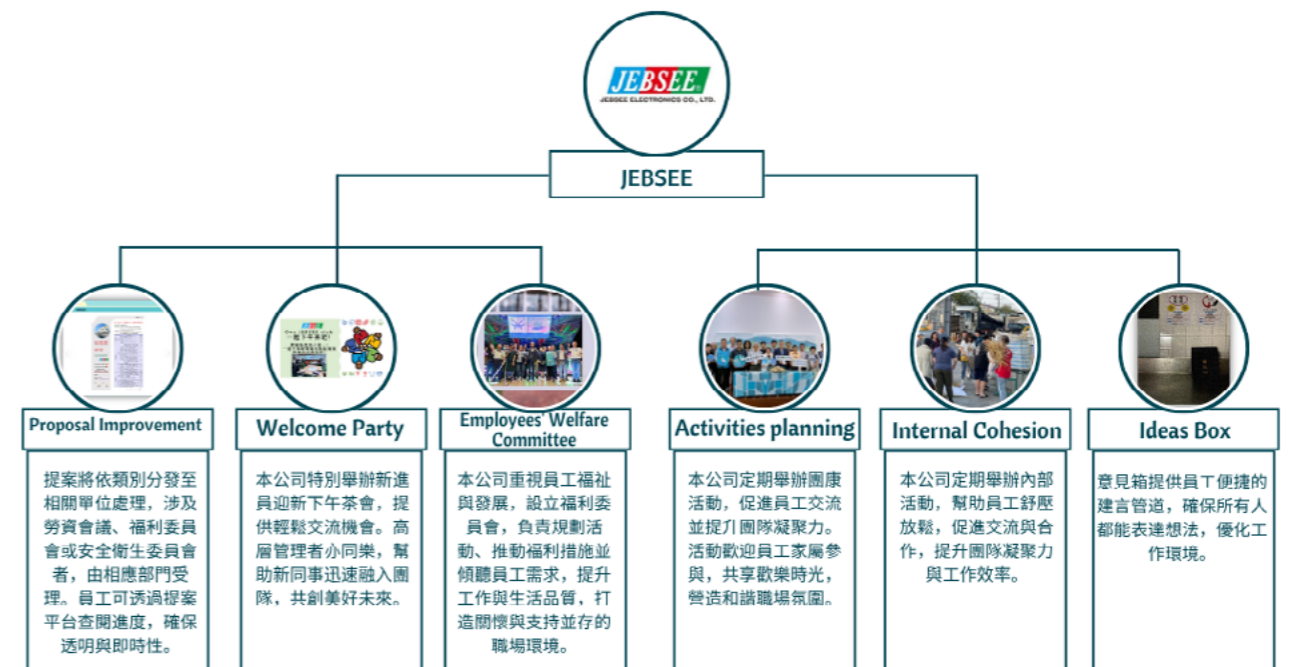 JEBSEE
JEBSEE ELECTRONICS CO., LTD.
JEBSEE
Proposal Improvement
提案將依類別分發至
相關單位處理，涉及
勞資會議、福利委員
會或安全衛生委員會
者，由相應部門受
理。員工可透過提案
平台查閱進度，確保
透明與即時性。
Welcome Party
本公司特別舉辦新進
員迎新下午茶會，提
供輕鬆交流機會。高
層管理者亦同樂，幫
助新同事迅速融入團
隊，共創美好未來。
Employees' Welfare
Committee
本公司重視員工福祉
與發展，設立福利委
員會，負責規劃活
動、推動福利措施並
傾聽員工需求，提升
工作與生活品質，打
造關懷與支持並存的
職場環境。
Activities planning
本公司定期舉辦團康
活動，促進員工交流
並提升團隊凝聚力。
活動歡迎員工家屬參
與，共享歡樂時光，
營造和諧職場氛圍。
Internal Cohesion
本公司定期舉辦內部
活動，幫助員工舒壓
放鬆，促進交流與合
作，提升團隊凝聚力
與工作效率。
Ideas Box
意見箱提供員工便捷的
建言管道，確保所有人
都能表達想法，優化工
作環境。